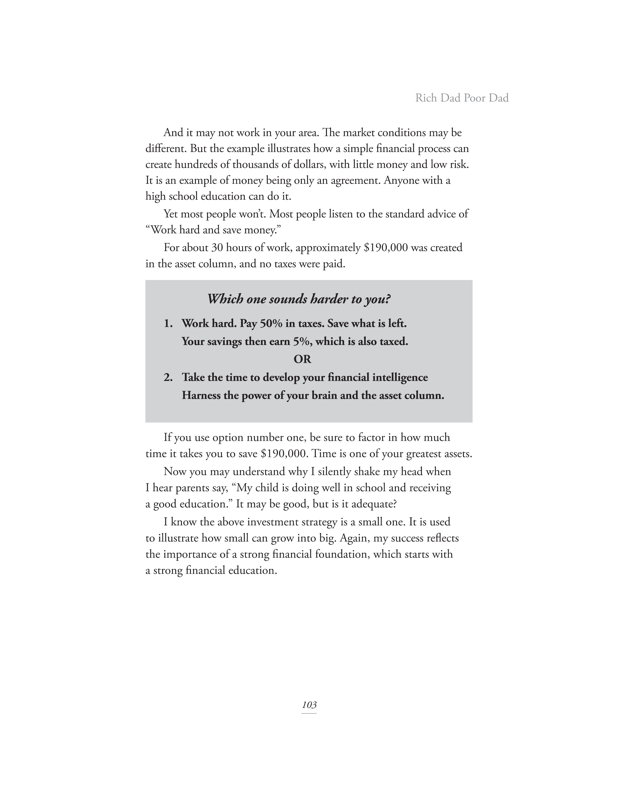 Rich Dad Poor Dad
And it may not work in your area. The market conditions may be
different. But the example illustrates how a simple financial process can
create hundreds of thousands of dollars, with little money and low risk.
It is an example of money being only an agreement. Anyone with a
high school education can do it.
Yet most people won’t. Most people listen to the standard advice of
“Work hard and save money.”
For about 30 hours of work, approximately $190,000 was created
in the asset column, and no taxes were paid.
Which one sounds harder to you?
1. Work hard. Pay 50% in taxes. Save what is left.
Your savings then earn 5%, which is also taxed.
OR
2. Take the time to develop your financial intelligence
Harness the power of your brain and the asset column.
If you use option number one, be sure to factor in how much
time it takes you to save $190,000. Time is one of your greatest assets.
Now you may understand why I silently shake my head when
I hear parents say, “My child is doing well in school and receiving
a good education.” It may be good, but is it adequate?
I know the above investment strategy is a small one. It is used
to illustrate how small can grow into big. Again, my success reflects
the importance of a strong financial foundation, which starts with
a strong financial education.
103